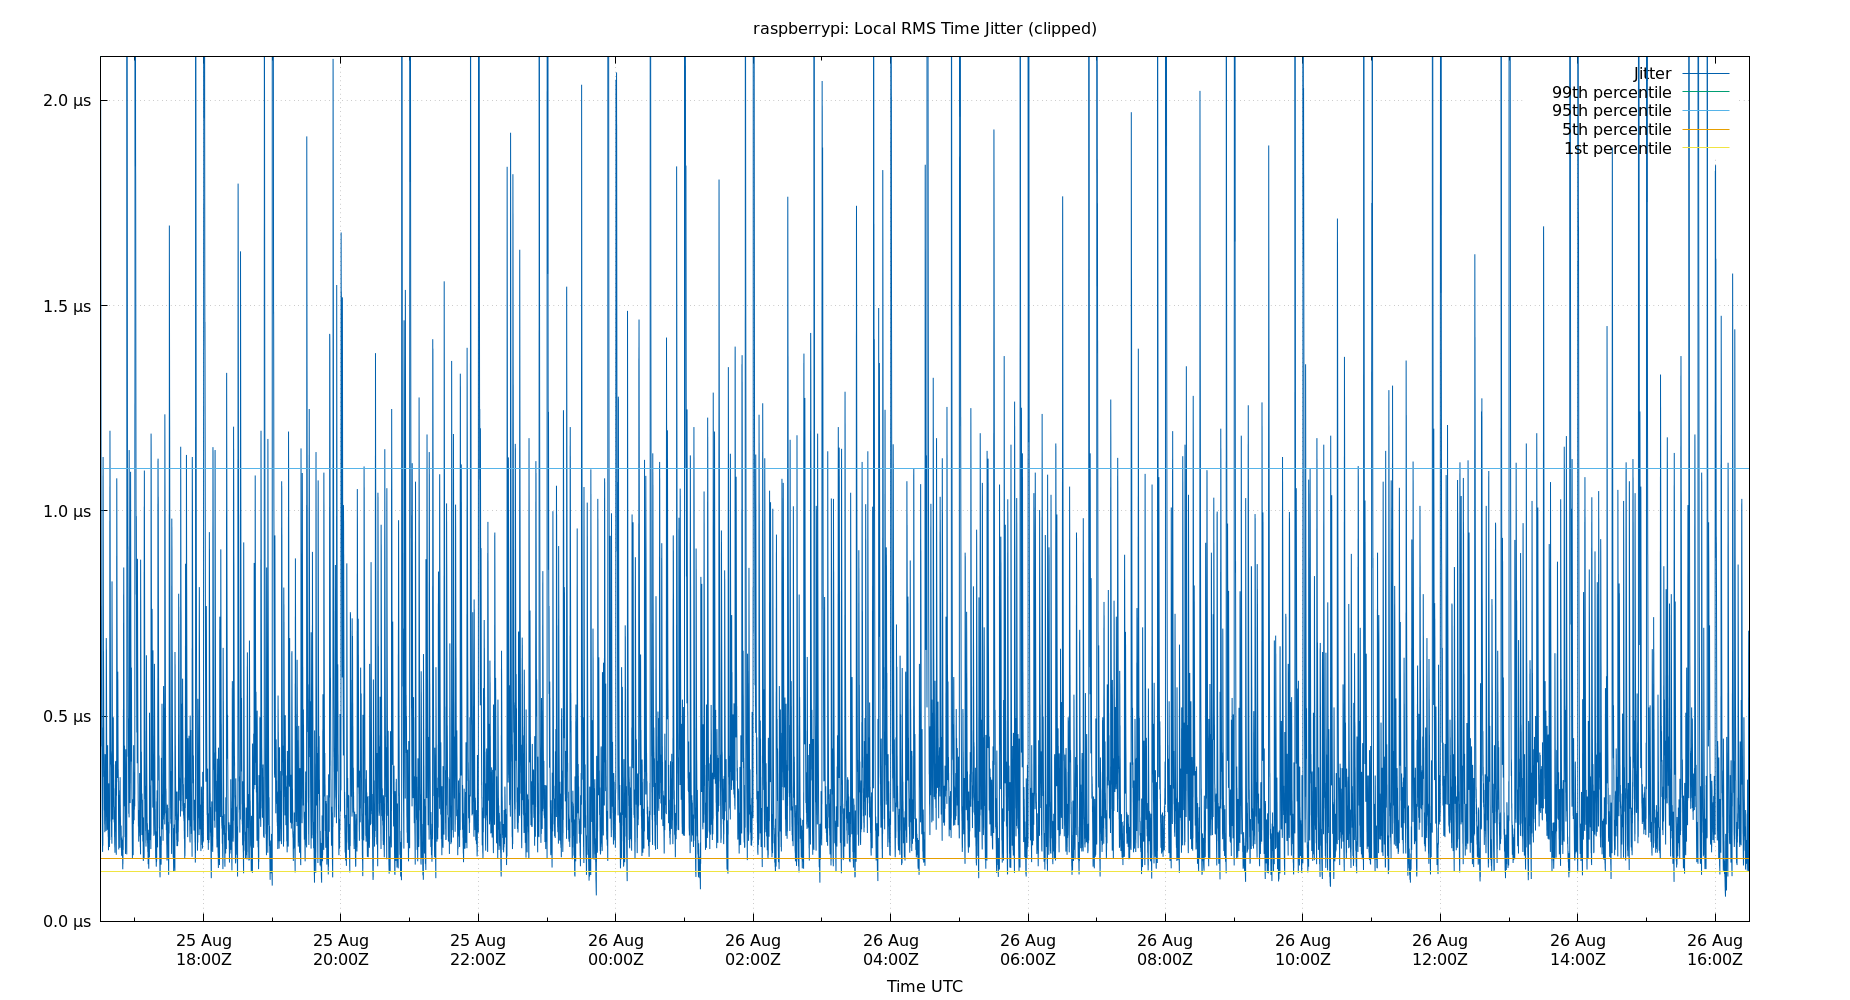 raspberrypi: Local RMS Time Jitter (clipped)
Jitter
99th percentile
95th percentile
5th percentile
1st percentile
2.0 µs
1.5 µs
1.0 µs
0.5 µs
0.0 µs
25 Aug 25 Aug 25 Aug 26 Aug 26 Aug 26 Aug 26 Aug 26 Aug 26 Aug 26 Aug 26 Aug 26 Aug
18:00Z 20:00Z 22:00Z 00:00Z 02:00Z 04:00Z 06:00Z 08:00Z 10:00Z 12:00Z 14:00Z 16:00Z
Time UTC